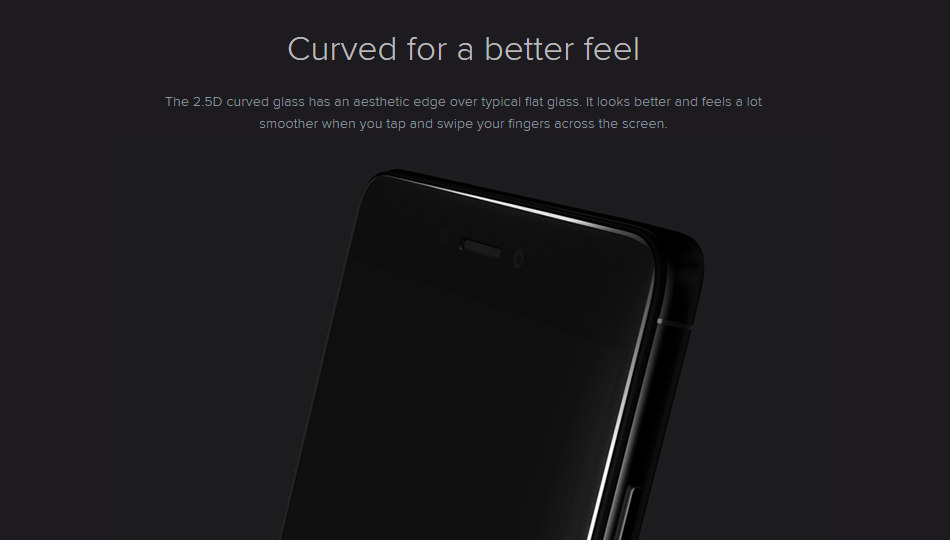 Curved for a better feel
The 2.5D curved glass has an aesthetic edge over typical flat glass. It looks better and feels a lot
smoother when you tap and swipe your fingers across the screen.